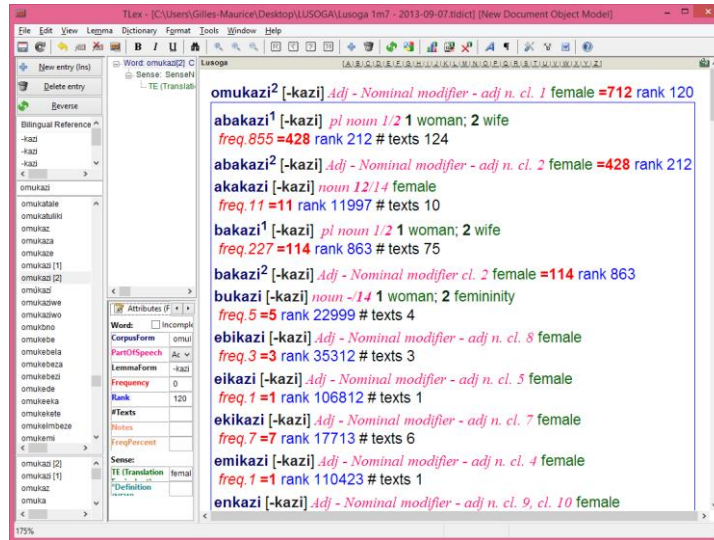 TLex - [C:\Users\Gilles-Maurice\Desktop\LUSOGA\Lusoga 1m7 - 2013-09-07.tldict] [New Document Object Model]
File Edit View Lemma Dictionary Format Tools Window Help
New entry (Ins)
Delete entry
Reverse
Bilingual Reference
-kazi
-kazi
-kazi
omukazi
omukatale
omukatuliki
omukaz
omukaza
omukaze
omukazi [1]
omukazi [2]
omúkazí
omukaziwe
omukaziwo
omukbno
omukebe
omukebela
omukebeza
omukebezi
omukede
omukeeka
omukekete
omukelmbeze
omukemi
omukazi [2]
omukazi [1]
omukaz
omuka
175%
Word: omukazi[2] C
Sense: SenseN
TE (Translati
Attributes (F
Word: Incomple
CorpusForm omul
PartOfSpeech Ac
LemmaForm -kazi
Frequency 0
Rank 120
#Texts
Notes
FreqPercent
Sense:
TE (Translation femal
"Definition
Lusoga
[A|B|C|D|E|F|G|H|I|J|K|L|M|N|O|P|Q|R|S|T|U|V|W|X|Y|Z]
omukazi2 [-kazi] Adj - Nominal modifier - adj n. cl. 1 female =712 rank 120
abakazi1 [-kazi] pl noun 1/2 1 woman; 2 wife
freq.855 =428 rank 212 # texts 124
abakazi2 [-kazi] Adj - Nominal modifier - adj n. cl. 2 female =428 rank 212
akakazi [-kazi] noun 12/14 female
freq.11 =11 rank 11997 # texts 10
bakazi1 [-kazi] pl noun 1/2 1 woman; 2 wife
freq.227 =114 rank 863 # texts 75
bakazi2 [-kazi] Adj - Nominal modifier cl. 2 female =114 rank 863
bukazi [-kazi] noun -/14 1 woman; 2 femininity
freq.5 =5 rank 22999 # texts 4
ebikazi [-kazi] Adj - Nominal modifier - adj n. cl. 8 female
freq.3 =3 rank 35312 # texts 3
eikazi [-kazi] Adj - Nominal modifier - adj n. cl. 5 female
freq.1 =1 rank 106812 # texts 1
ekikazi [-kazi] Adj - Nominal modifier - adj n. cl. 7 female
freq.7 =7 rank 17713 # texts 6
emikazi [-kazi] Adj - Nominal modifier - adj n. cl. 4 female
freq.1 =1 rank 110423 # texts 1
enkazi [-kazi] Adj - Nominal modifier - adj n. cl. 9, cl. 10 female